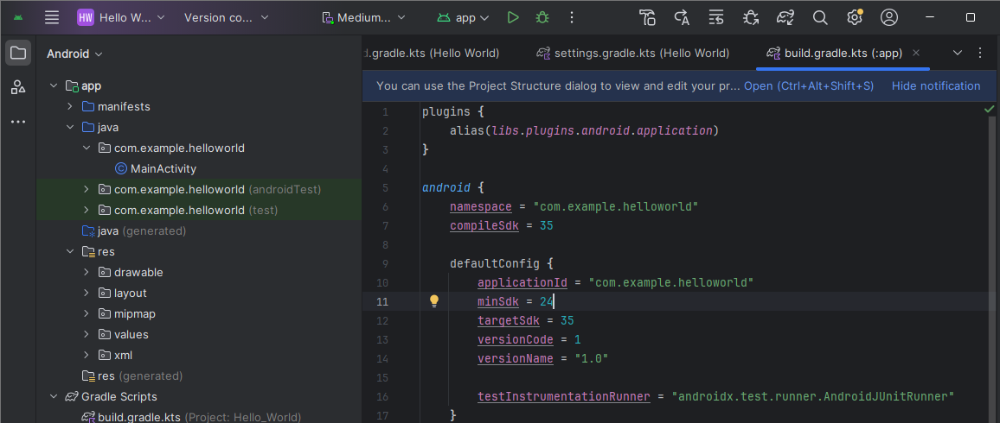 HW Hello W... Version co... Medium... app
Android
.gradle.kts (Hello World) settings.gradle.kts (Hello World) build.gradle.kts (:app)
You can use the Project Structure dialog to view and edit your pr... Open (Ctrl+Alt+Shift+S) Hide notification
app
manifests
java
com.example.helloworld
MainActivity
com.example.helloworld (androidTest)
com.example.helloworld (test)
java (generated)
res
drawable
layout
mipmap
values
xml
res (generated)
Gradle Scripts
build.gradle.kts (Project: Hello_World)
1 plugins {
2 alias(libs.plugins.android.application)
3 }
4
5 android {
6 namespace = "com.example.helloworld"
7 compileSdk = 35
8
9 defaultConfig {
10 applicationId = "com.example.helloworld"
11 minSdk = 24
12 targetSdk = 35
13 versionCode = 1
14 versionName = "1.0"
15
16 testInstrumentationRunner = "androidx.test.runner.AndroidJUnitRunner"
17 }